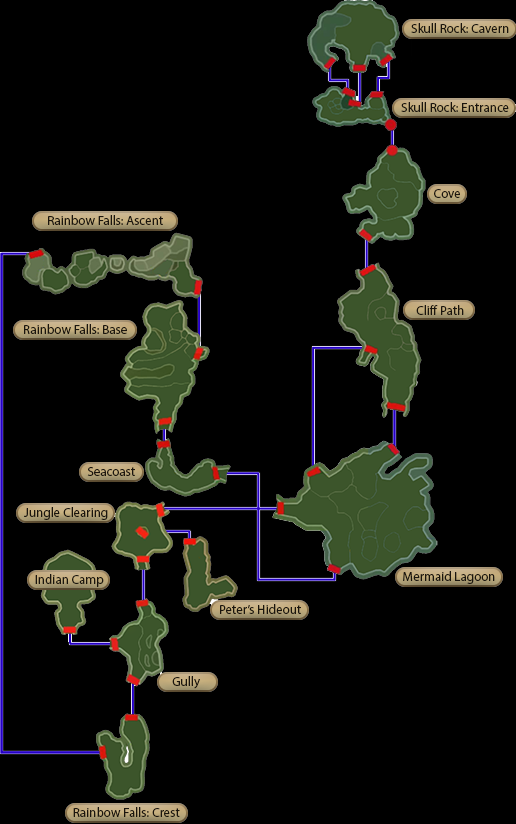 Skull Rock: Cavern
Skull Rock: Entrance
Cove
Rainbow Falls: Ascent
Cliff Path
Rainbow Falls: Base
Seacoast
Jungle Clearing
Indian Camp
Mermaid Lagoon
Peter's Hideout
Gully
Rainbow Falls: Crest